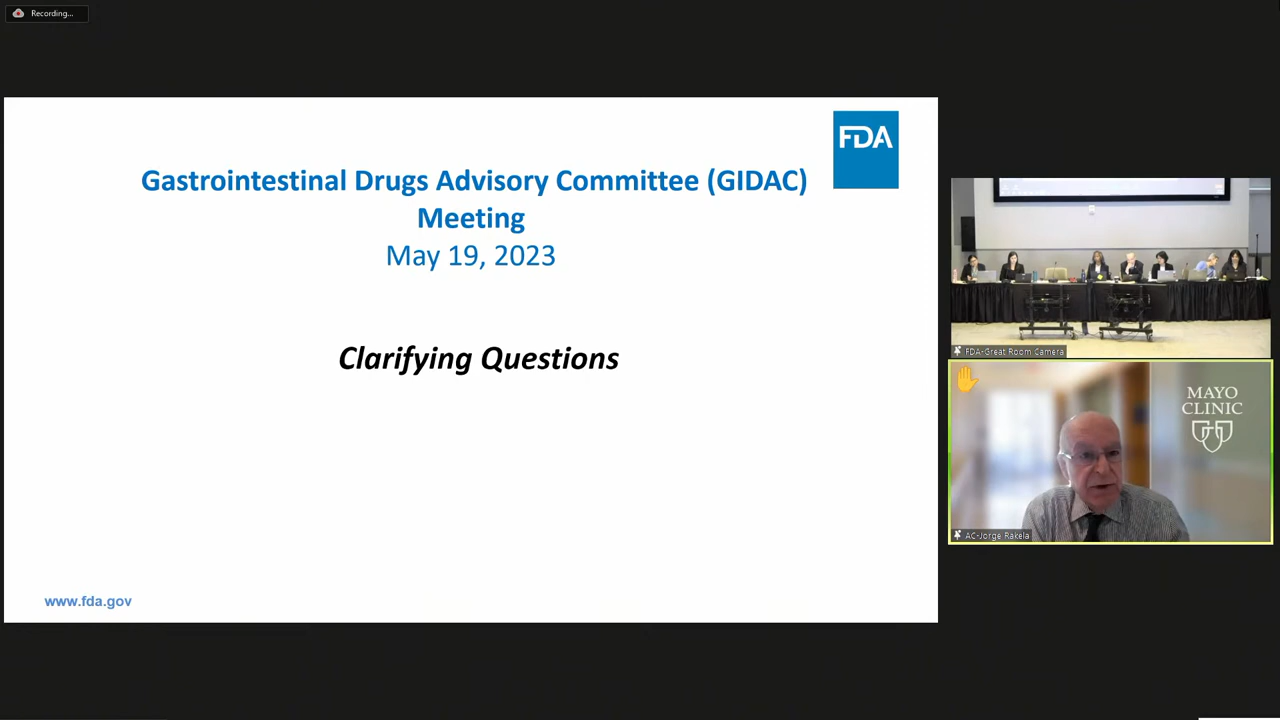 Recording...
FDA
Gastrointestinal Drugs Advisory Committee (GIDAC)
Meeting
May 19, 2023
Clarifying Questions
www.fda.gov
FDA-Great Room Camera
MAYO
CLINIC
AC-Jorge Rakela